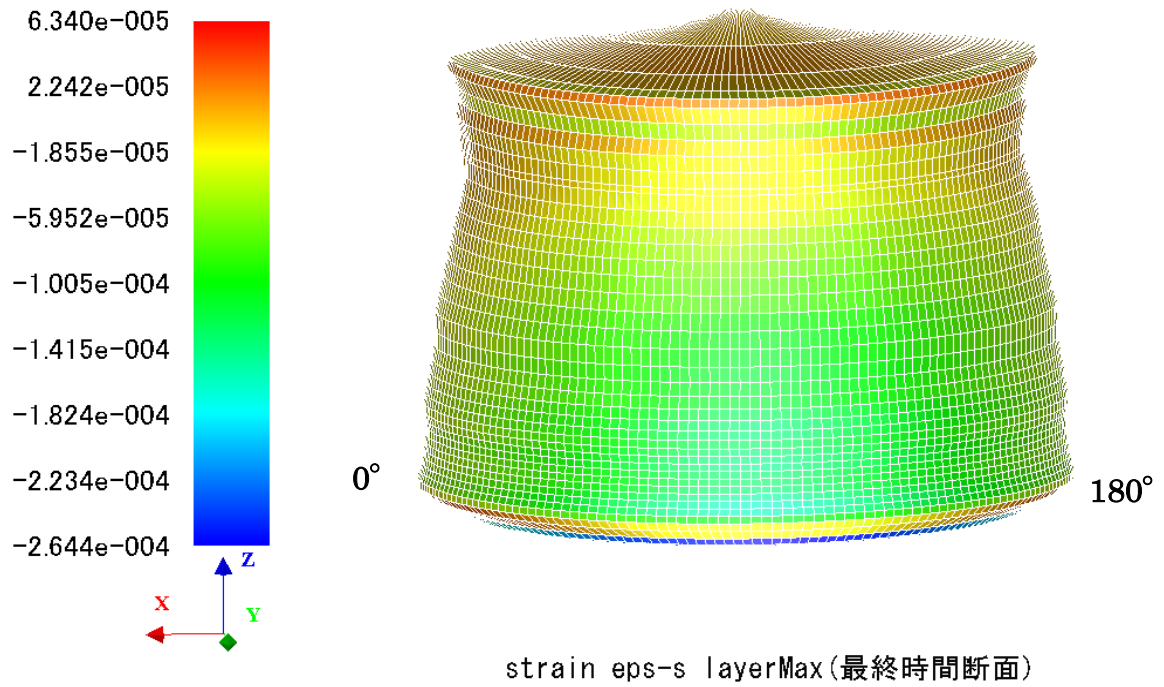 6.340e-005
2.242e-005
-1.855e-005
-5.952e-005
-1.005e-004
-1.415e-004
-1.824e-004
-2.234e-004
-2.644e-004
Z
X
Y
0°
180°
strain eps-s layerMax(最終時間断面)